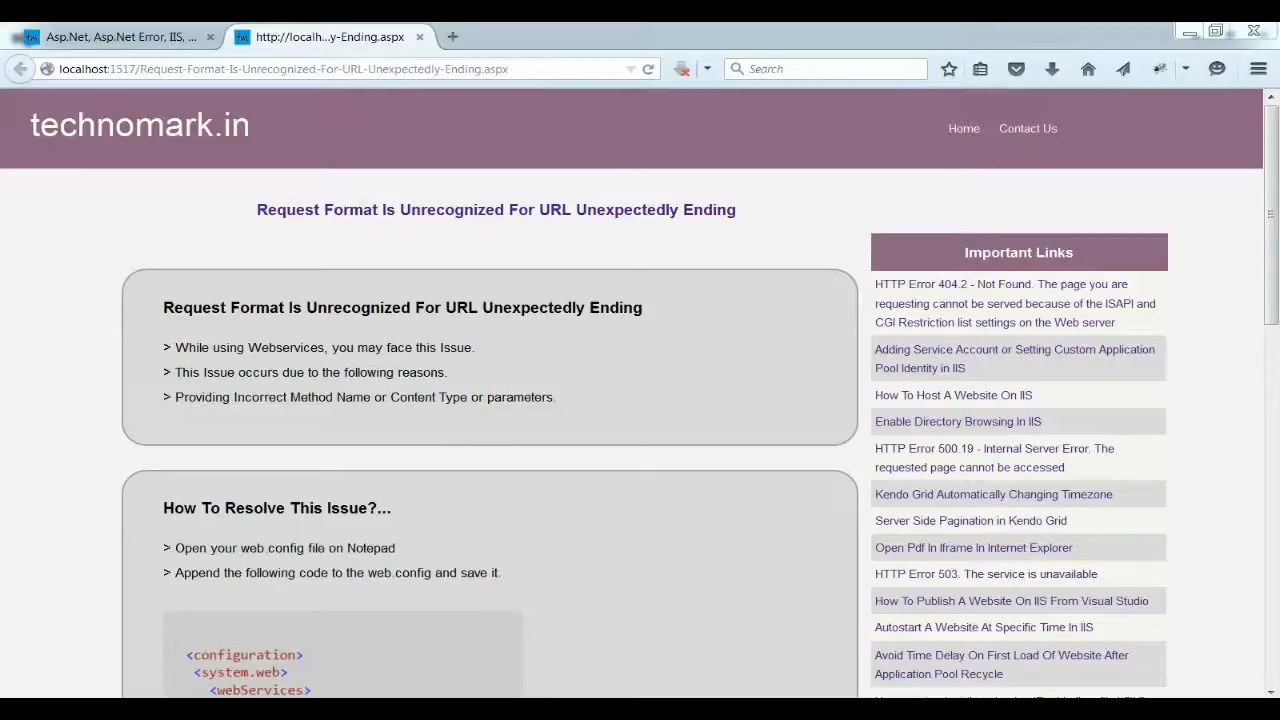 Asp.Net, Asp.Net Error, IIS, ...
http://localh...y-Ending.aspx
localhost:1517/Request-Format-Is-Unrecognized-For-URL-Unexpectedly-Ending.aspx
Search
technomark.in
Home
Contact Us
Request Format Is Unrecognized For URL Unexpectedly Ending
Request Format Is Unrecognized For URL Unexpectedly Ending
> While using Webservices, you may face this Issue.
> This Issue occurs due to the following reasons.
> Providing Incorrect Method Name or Content Type or parameters.
How To Resolve This Issue?...
> Open your web.config file on Notepad
> Append the following code to the web.config and save it.
<configuration>
<system.web>
<webServices>
Important Links
HTTP Error 404.2 - Not Found. The page you are
requesting cannot be served because of the ISAPI and
CGI Restriction list settings on the Web server
Adding Service Account or Setting Custom Application
Pool Identity in IIS
How To Host A Website On IIS
Enable Directory Browsing In IIS
HTTP Error 500.19 - Internal Server Error. The
requested page cannot be accessed
Kendo Grid Automatically Changing Timezone
Server Side Pagination in Kendo Grid
Open Pdf In Iframe In Internet Explorer
HTTP Error 503. The service is unavailable
How To Publish A Website On IIS From Visual Studio
Autostart A Website At Specific Time In IIS
Avoid Time Delay On First Load Of Website After
Application Pool Recycle